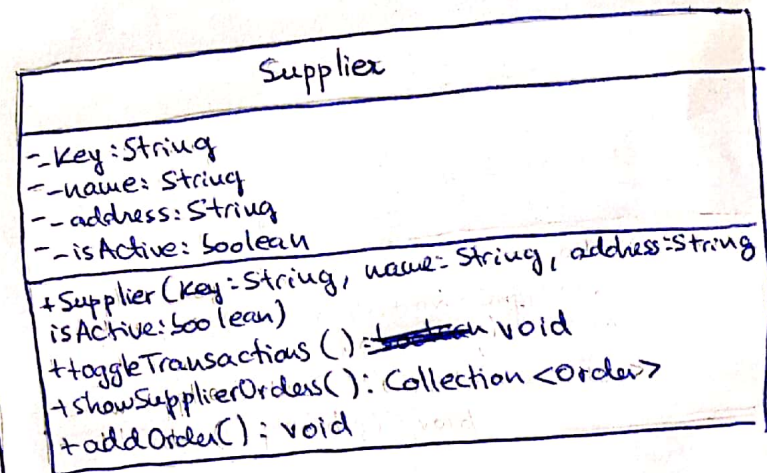 Supplier
-_key:String
-_name: String
-_address: String
-_isActive: boolean
+Supplier(key:String, name: String, address:String
isActive:boolean)
+toggleTransactions(): void
+showSupplierOrders(): Collection <Order>
+addOrder(): void